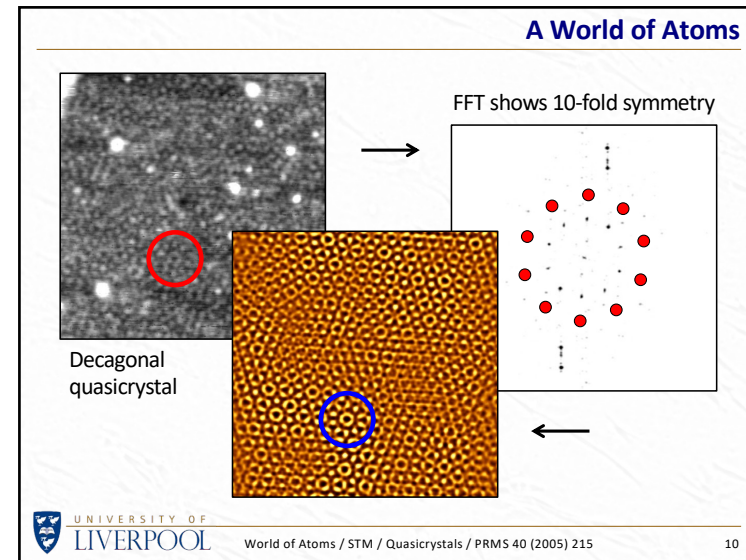 A World of Atoms
FFT shows 10-fold symmetry
Decagonal
quasicrystal
UNIVERSITY OF
LIVERPOOL
World of Atoms / STM / Quasicrystals / PRMS 40 (2005) 215
10